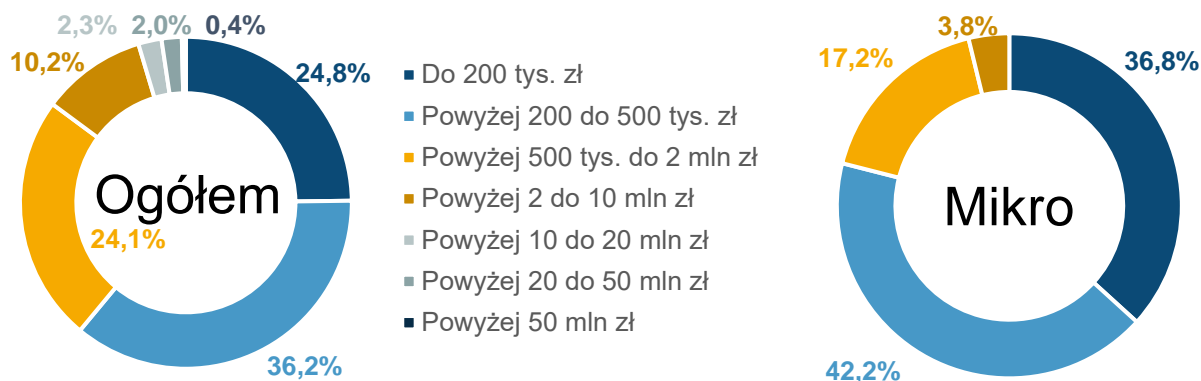 2,3%
2,0%
0,4%
10,2%
24,8%
Ogółem
24,1%
36,2%
Do 200 tys. zł
Powyżej 200 do 500 tys. zł
Powyżej 500 tys. do 2 mln zł
Powyżej 2 do 10 mln zł
Powyżej 10 do 20 mln zł
Powyżej 20 do 50 mln zł
Powyżej 50 mln zł
3,8%
17,2%
36,8%
Mikro
42,2%